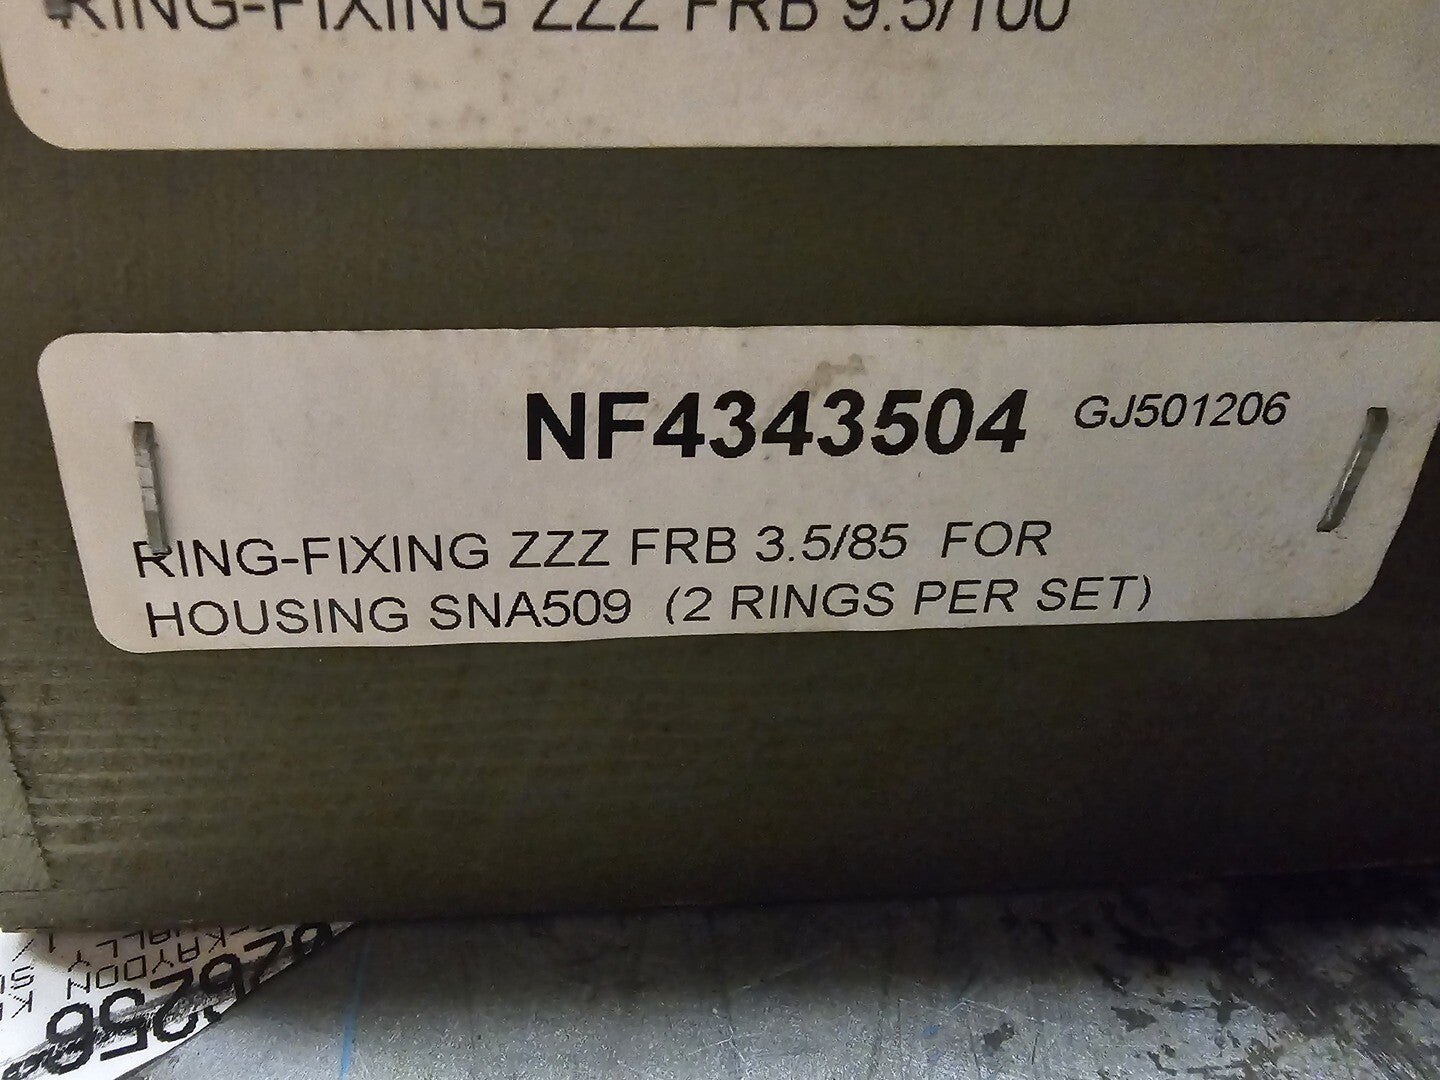 RING-FIXING ZZZ FRB 9.5/100
NF4343504 GJ501206
RING-FIXING ZZZ FRB 3.5/85 FOR
HOUSING SNA509 (2 RINGS PER SET)
KAYDON